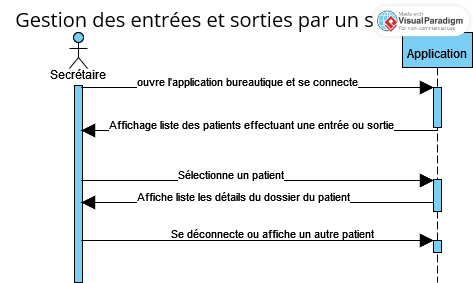 Gestion des entrées et sorties par un
Made with
Visual Paradigm
For non-commercial use
Application
Secrétaire
ouvre l'application bureautique et se connecte
Affichage liste des patients effectuant une entrée ou sortie
Sélectionne un patient
Affiche liste les détails du dossier du patient
Se déconnecte ou affiche un autre patient